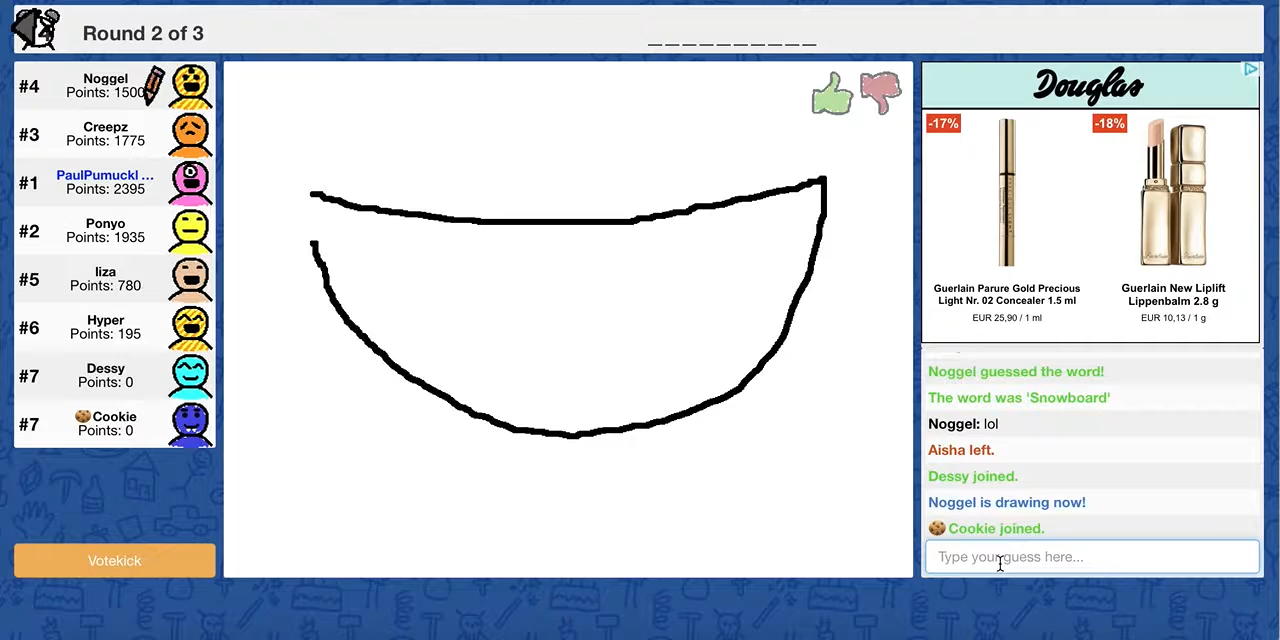 Round 2 of 3
__________
#4
Noggel
Points: 1500
#3
Creepz
Points: 1775
#1
PaulPumuckl ...
Points: 2395
#2
Ponyo
Points: 1935
#5
liza
Points: 780
#6
Hyper
Points: 195
#7
Dessy
Points: 0
#7
🍪Cookie
Points: 0
Votekick
Douglas
-17%
-18%
Guerlain Parure Gold Precious
Light Nr. 02 Concealer 1.5 ml
EUR 25,90 / 1 ml
Guerlain New Liplift
Lippenbalm 2.8 g
EUR 10,13 / 1 g
Noggel guessed the word!
The word was 'Snowboard'
Noggel: lol
Aisha left.
Dessy joined.
Noggel is drawing now!
🍪 Cookie joined.
Type your guess here...